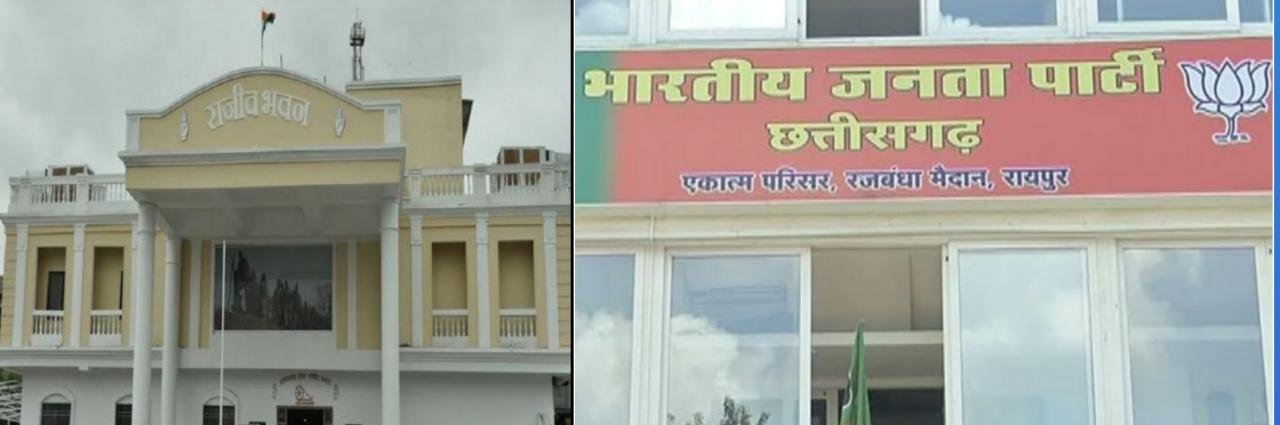 राजीव भवन
भारतीय जनता पार्टी
छत्तीसगढ़
एकात्म परिसर, रजबंधा मैदान, रायपुर